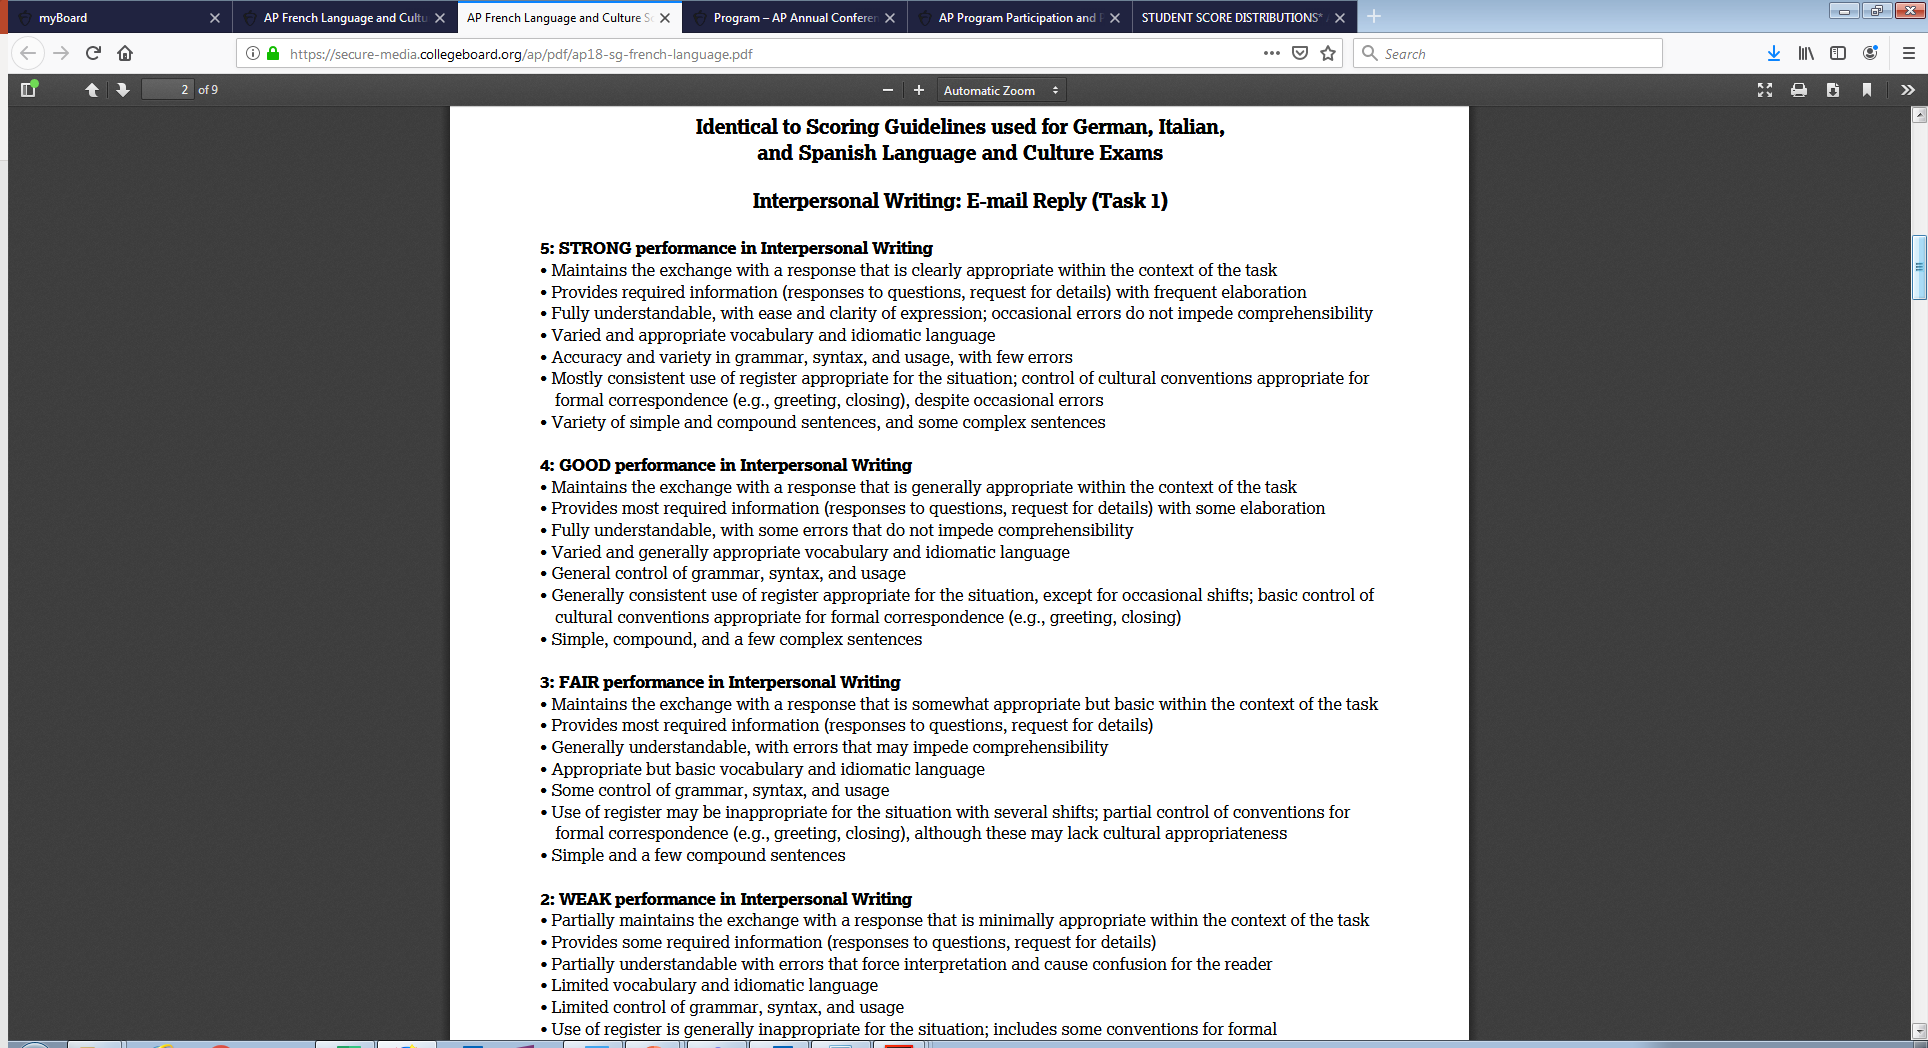 myBoard
AP French Language and Cultu
AP French Language and Culture Sc
Program – AP Annual Conferen
AP Program Participation and P
STUDENT SCORE DISTRIBUTIONS*
https://secure-media.collegeboard.org/ap/pdf/ap18-sg-french-language.pdf
Search
2 of 9
Automatic Zoom
Identical to Scoring Guidelines used for German, Italian,
and Spanish Language and Culture Exams
Interpersonal Writing: E-mail Reply (Task 1)
5: STRONG performance in Interpersonal Writing
• Maintains the exchange with a response that is clearly appropriate within the context of the task
• Provides required information (responses to questions, request for details) with frequent elaboration
• Fully understandable, with ease and clarity of expression; occasional errors do not impede comprehensibility
• Varied and appropriate vocabulary and idiomatic language
• Accuracy and variety in grammar, syntax, and usage, with few errors
• Mostly consistent use of register appropriate for the situation; control of cultural conventions appropriate for
formal correspondence (e.g., greeting, closing), despite occasional errors
• Variety of simple and compound sentences, and some complex sentences
4: GOOD performance in Interpersonal Writing
• Maintains the exchange with a response that is generally appropriate within the context of the task
• Provides most required information (responses to questions, request for details) with some elaboration
• Fully understandable, with some errors that do not impede comprehensibility
• Varied and generally appropriate vocabulary and idiomatic language
• General control of grammar, syntax, and usage
• Generally consistent use of register appropriate for the situation, except for occasional shifts; basic control of
cultural conventions appropriate for formal correspondence (e.g., greeting, closing)
• Simple, compound, and a few complex sentences
3: FAIR performance in Interpersonal Writing
• Maintains the exchange with a response that is somewhat appropriate but basic within the context of the task
• Provides most required information (responses to questions, request for details)
• Generally understandable, with errors that may impede comprehensibility
• Appropriate but basic vocabulary and idiomatic language
• Some control of grammar, syntax, and usage
• Use of register may be inappropriate for the situation with several shifts; partial control of conventions for
formal correspondence (e.g., greeting, closing), although these may lack cultural appropriateness
• Simple and a few compound sentences
2: WEAK performance in Interpersonal Writing
• Partially maintains the exchange with a response that is minimally appropriate within the context of the task
• Provides some required information (responses to questions, request for details)
• Partially understandable with errors that force interpretation and cause confusion for the reader
• Limited vocabulary and idiomatic language
• Limited control of grammar, syntax, and usage
• Use of register is generally inappropriate for the situation; includes some conventions for formal